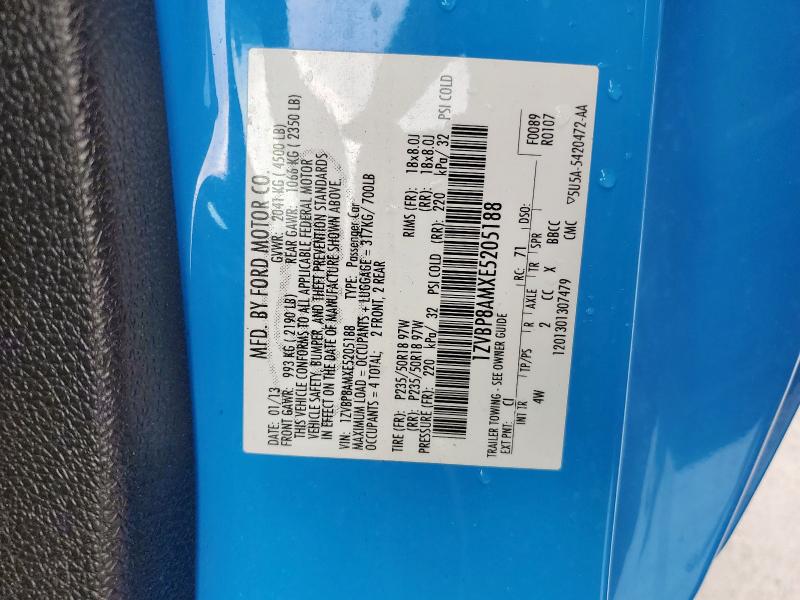 MFD. BY FORD MOTOR CO.
DATE: 01/13 GVWR: 2041 KG ( 4500 LB)
FRONT GAWR: 993 KG ( 2190 LB) REAR GAWR: 1066 KG ( 2350 LB)
THIS VEHICLE CONFORMS TO ALL APPLICABLE FEDERAL MOTOR
VEHICLE SAFETY, BUMPER, AND THEFT PREVENTION STANDARDS
IN EFFECT ON THE DATE OF MANUFACTURE SHOWN ABOVE.
VIN: 1ZVBP8AMXE5205188 TYPE: Passenger Car
MAXIMUM LOAD = OCCUPANTS + LUGGAGE = 317KG/ 700LB
OCCUPANTS = 4 TOTAL; 2 FRONT, 2 REAR
TIRE (FR): P235/50R18 97W RIMS (FR): 18x8.0J
(RR): P235/50R18 97W (RR): 18x8.0J
PRESSURE (FR): 220 kPa/ 32 PSI COLD (RR): 220 kPa/ 32 PSI COLD
1ZVBP8AMXE5205188
TRAILER TOWING - SEE OWNER GUIDE F0089
EXT PNT: CI RC: 71 DSO: R0107
INT TR TP/PS R AXLE TR SPR
4W 2 CC X BBCC
1201301307479 CMC ▽5U5A-5420472-AA